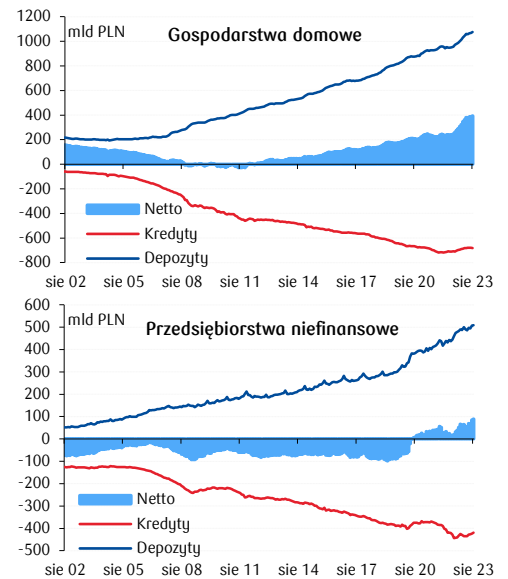 1200
mld PLN
Gospodarstwa domowe
1000
800
600
400
200
0
-200
-400
-600
-800
Netto
Kredyty
Depozyty
sie 02 sie 05 sie 08 sie 11 sie 14 sie 17 sie 20 sie 23
600
mld PLN
Przedsiębiorstwa niefinansowe
500
400
300
200
100
0
-100
-200
-300
-400
-500
Netto
Kredyty
Depozyty
sie 02 sie 05 sie 08 sie 11 sie 14 sie 17 sie 20 sie 23